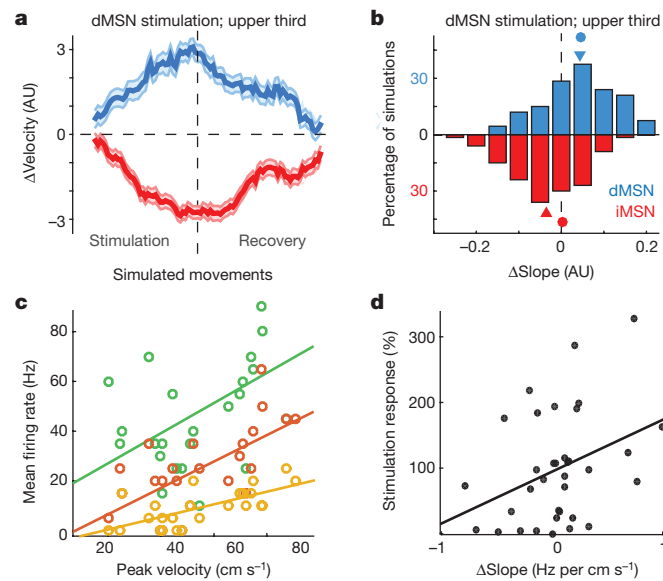 a
dMSN stimulation; upper third
3
0
−3
ΔVelocity (AU)
Stimulation
Recovery
Simulated movements
b
dMSN stimulation; upper third
30
0
30
Percentage of simulations
dMSN
iMSN
−0.2
0
0.2
ΔSlope (AU)
c
80
60
40
20
0
Mean firing rate (Hz)
20
40
60
80
Peak velocity (cm s⁻¹)
d
300
200
100
0
Stimulation response (%)
−1
0
1
ΔSlope (Hz per cm s⁻¹)